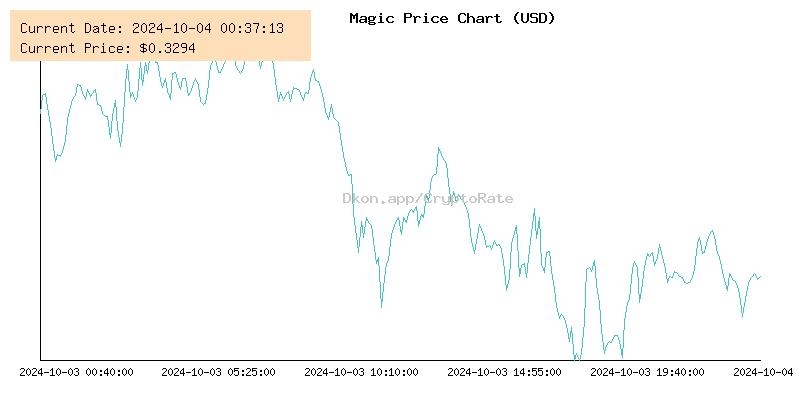 Magic Price Chart (USD)
Current Date: 2024-10-04 00:37:13
Current Price: $0.3294
Dkon.app/CryptoRate
2024-10-03 00:40:00 2024-10-03 05:25:00 2024-10-03 10:10:00 2024-10-03 14:55:00 2024-10-03 19:40:00 2024-10-04